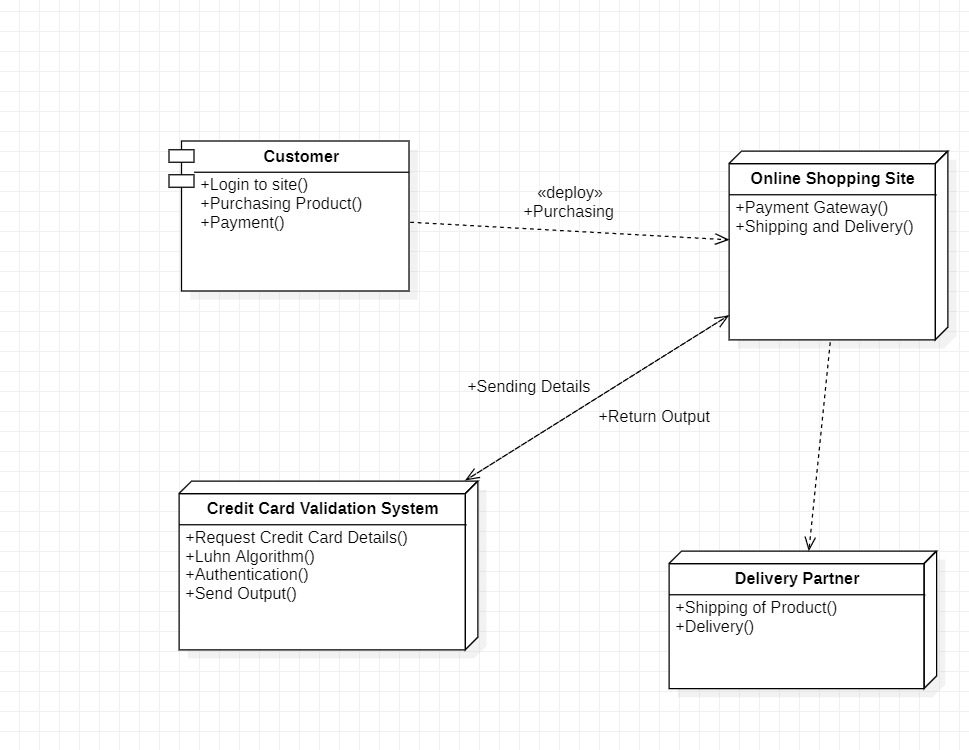 Customer
+Login to site()
+Purchasing Product()
+Payment()
«deploy»
+Purchasing
Online Shopping Site
+Payment Gateway()
+Shipping and Delivery()
+Sending Details
+Return Output
Credit Card Validation System
+Request Credit Card Details()
+Luhn Algorithm()
+Authentication()
+Send Output()
Delivery Partner
+Shipping of Product()
+Delivery()